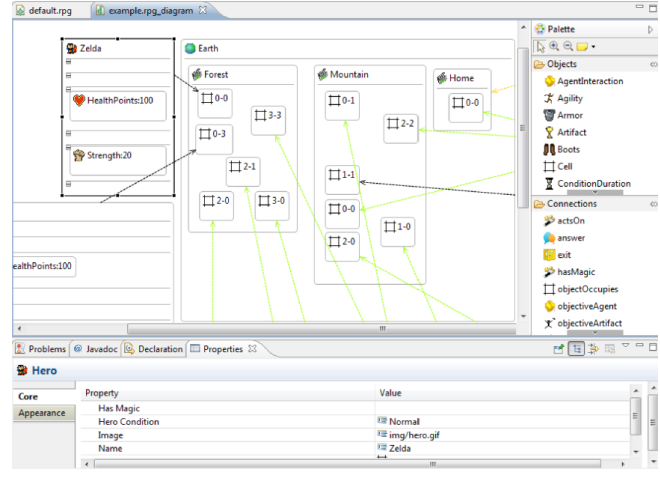 default.rpg
example.rpg_diagram
Zelda
HealthPoints:100
Strength:20
ealthPoints:100
Earth
Forest
0-0
3-3
0-3
2-1
2-0
3-0
Mountain
0-1
2-2
1-1
0-0
1-0
2-0
Home
0-0
Palette
Objects
AgentInteraction
Agility
Armor
Artifact
Boots
Cell
ConditionDuration
Connections
actsOn
answer
exit
hasMagic
objectOccupies
objectiveAgent
objectiveArtifact
Problems @ Javadoc Declaration Properties
Hero
Core
Appearance
Property Value
Has Magic
Hero Condition Normal
Image img/hero.gif
Name Zelda